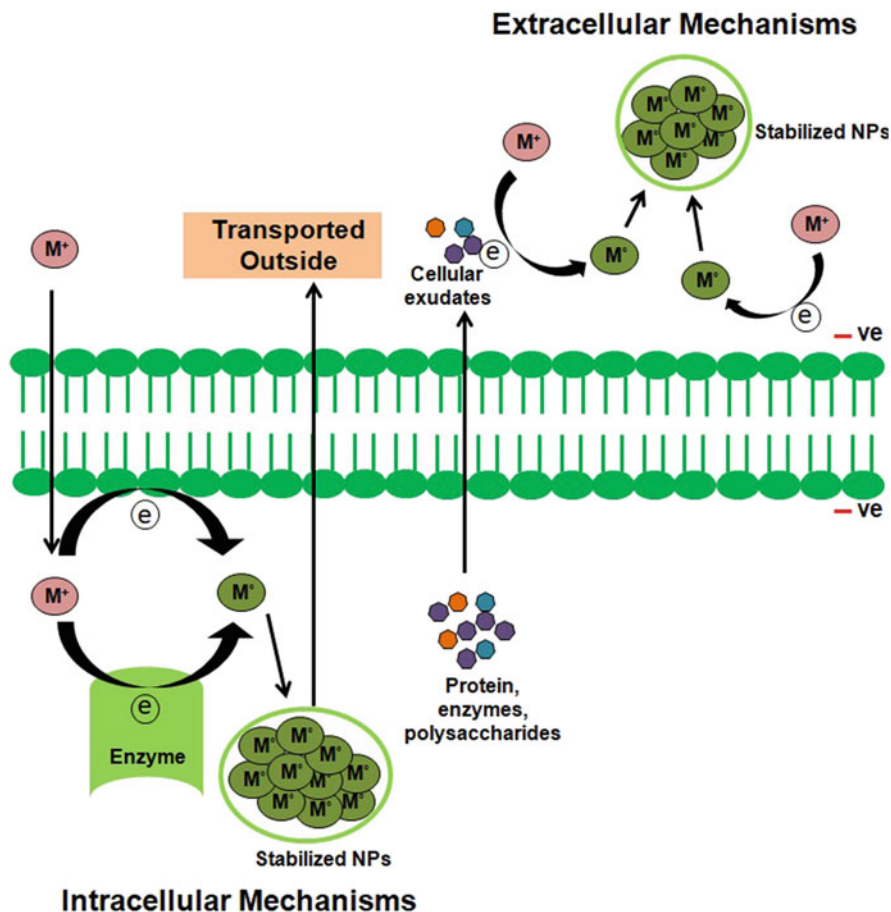 Extracellular Mechanisms
M°
M°
M°
M°
M°
M°
M°
M°
Stabilized NPs
M⁺
M⁺
M⁺
Transported
Outside
e
M°
M°
Cellular
exudates
e
– ve
– ve
e
M⁺
M°
Protein,
enzymes,
polysaccharides
e
Enzyme
M°
M°
M°
M°
M°
M°
M°
M°
M°
M°
Stabilized NPs
Intracellular Mechanisms